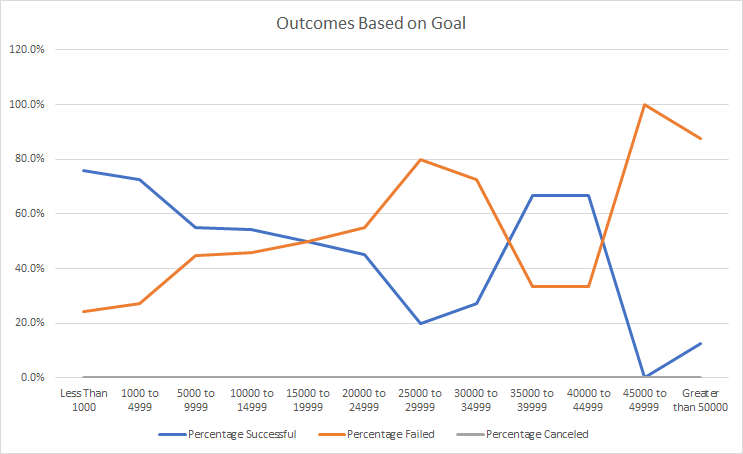 Outcomes Based on Goal
120.0%
100.0%
80.0%
60.0%
40.0%
20.0%
0.0%
Less Than 1000 to 5000 to 10000 to 15000 to 20000 to 25000 to 30000 to 35000 to 40000 to 45000 to Greater
1000 4999 9999 14999 19999 24999 29999 34999 39999 44999 49999 than 50000
Percentage Successful Percentage Failed Percentage Canceled